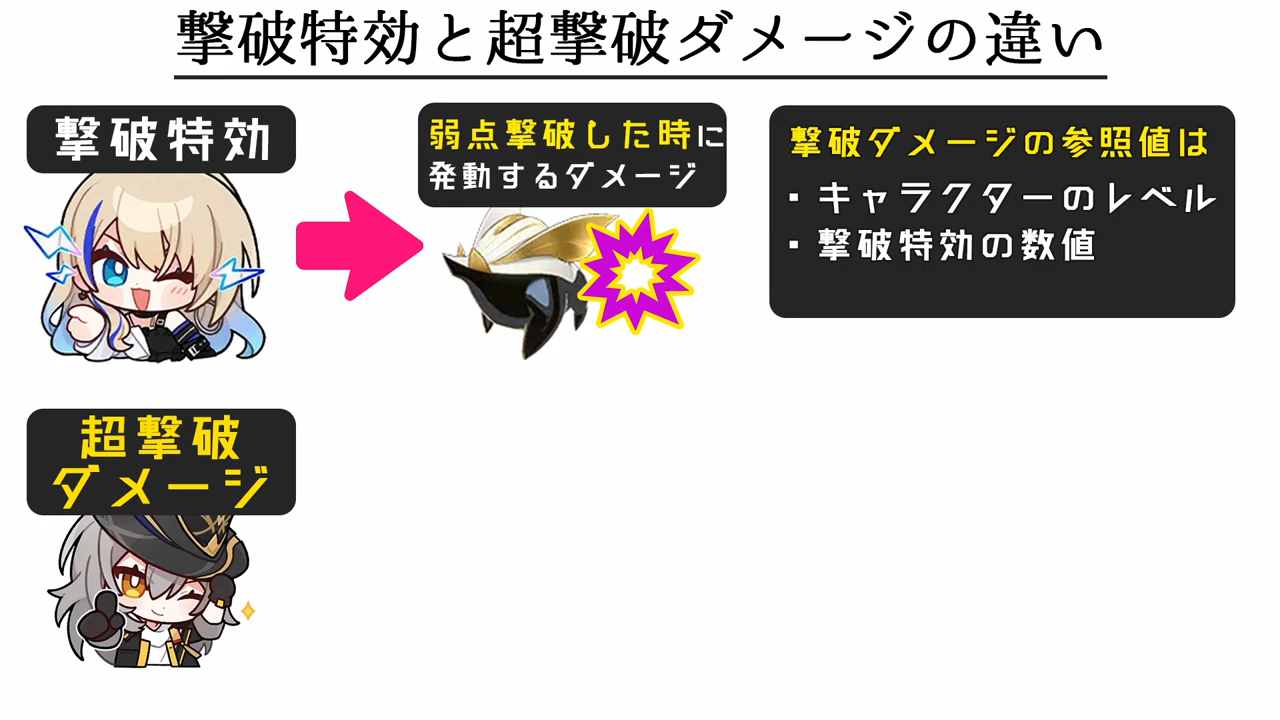 撃破特効と超撃破ダメージの違い
撃破特効
弱点撃破した時に
発動するダメージ
撃破ダメージの参照値は
・キャラクターのレベル
・撃破特効の数値
超撃破
ダメージ